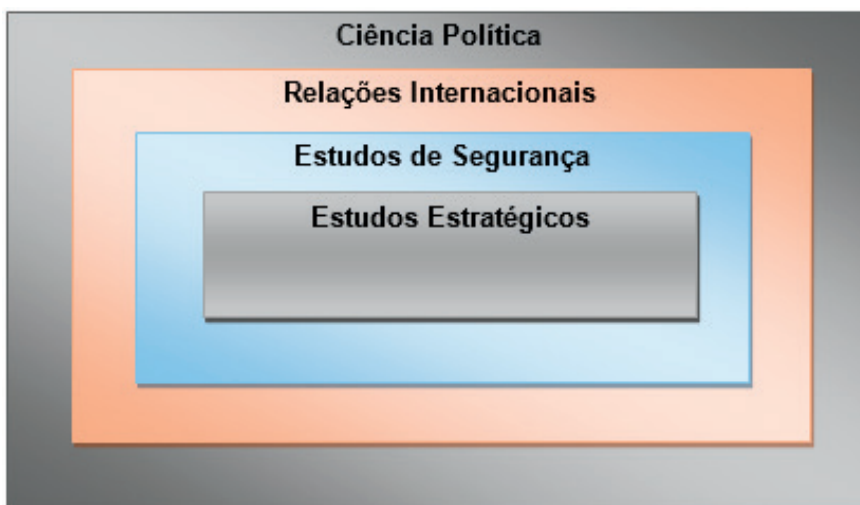 Ciência Política
Relações Internacionais
Estudos de Segurança
Estudos Estratégicos